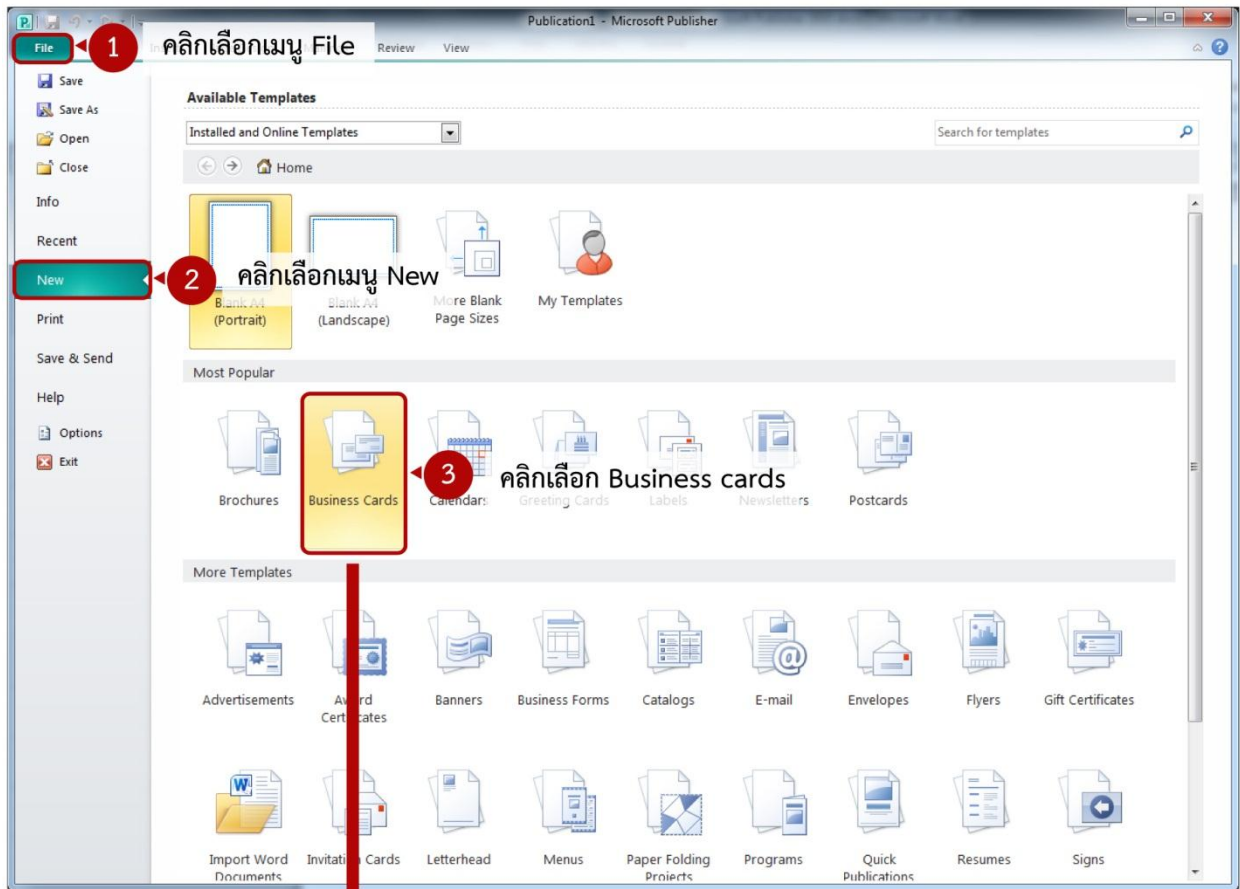 Publication1 - Microsoft Publisher
File
1 คลิกเลือกเมนู File
Review View
Save
Save As
Open
Close
Info
Recent
New
Print
Save & Send
Help
Options
Exit
Available Templates
Installed and Online Templates
Search for templates
Home
2 คลิกเลือกเมนู New
Blank A4 Blank A4 More Blank My Templates
(Portrait) (Landscape) Page Sizes
Most Popular
3 คลิกเลือก Business cards
Brochures Business Cards Calendars Greeting Cards Labels Newsletters Postcards
More Templates
Advertisements Award Banners Business Forms Catalogs E-mail Envelopes Flyers Gift Certificates
Certificates
Import Word Invitation Cards Letterhead Menus Paper Folding Programs Quick Resumes Signs
Documents Projects Publications